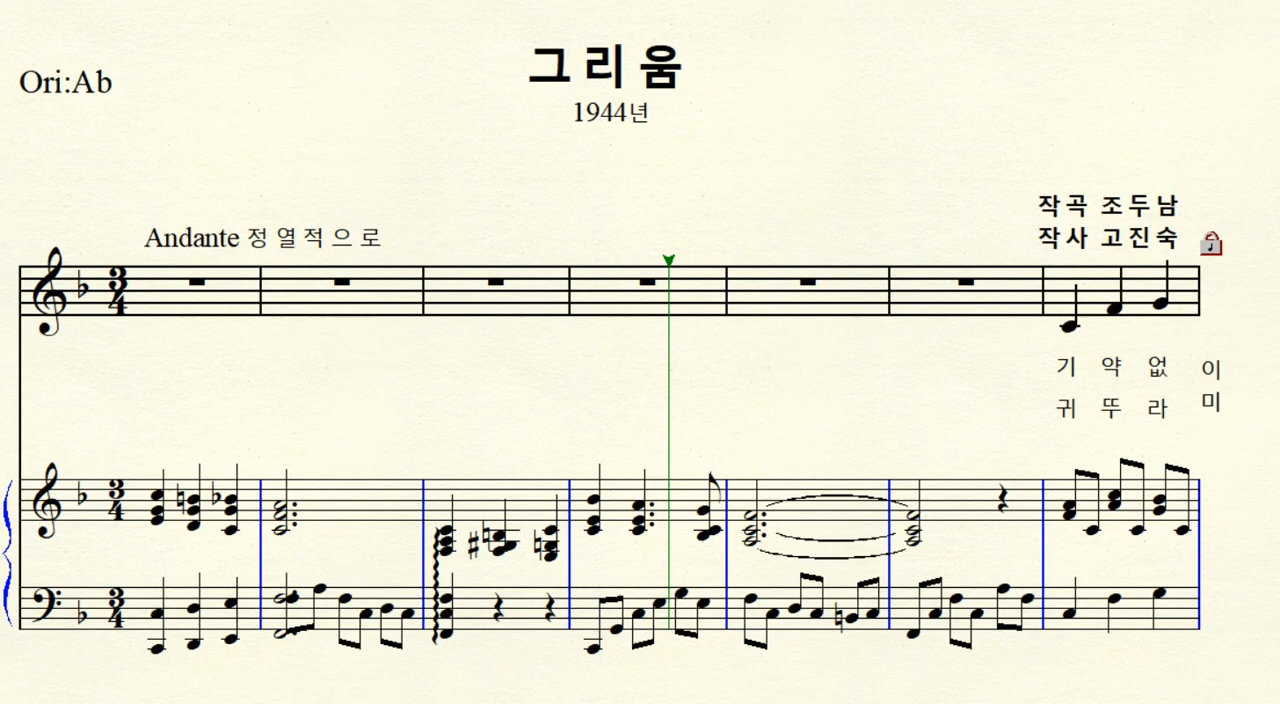 그리움
Ori:Ab
1944년
작곡 조두남
작사 고진숙
Andante 정열적으로
기 약 없 이
귀 뚜 라 미